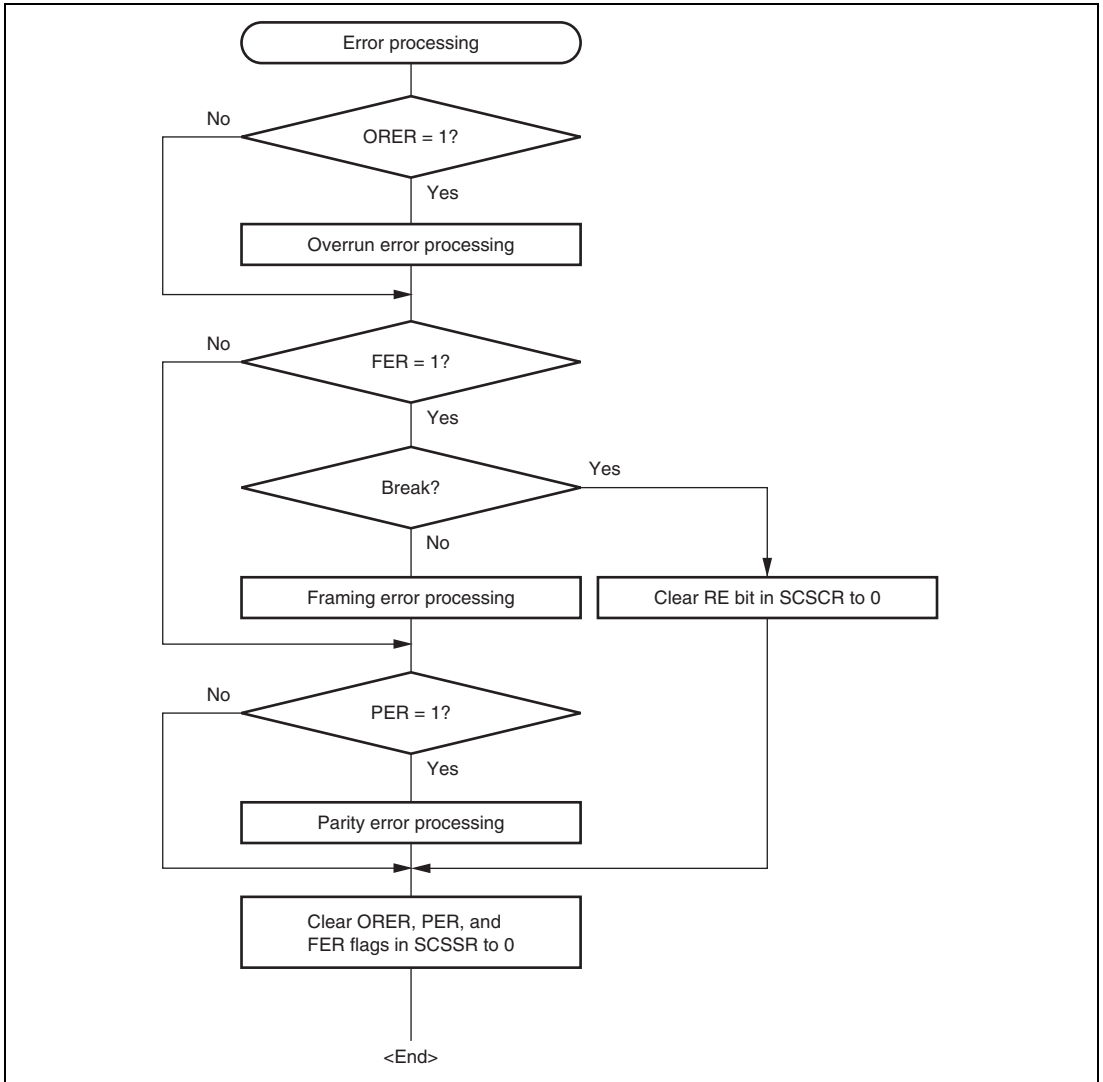 Error processing
No
ORER = 1?
Yes
Overrun error processing
No
FER = 1?
Yes
Yes
Break?
No
Framing error processing
Clear RE bit in SCSCR to 0
No
PER = 1?
Yes
Parity error processing
Clear ORER, PER, and
FER flags in SCSSR to 0
<End>